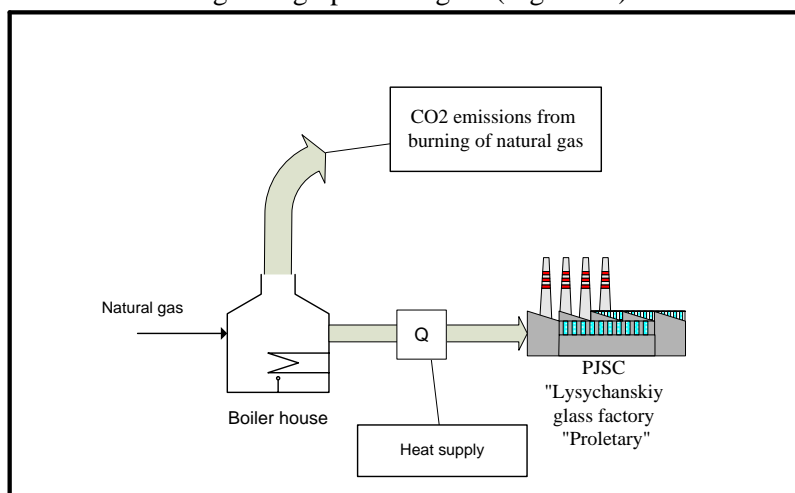 CO2 emissions from
burning of natural gas
Natural gas
Q
Boiler house
Heat supply
PJSC
"Lysychanskiy
glass factory
"Proletary"